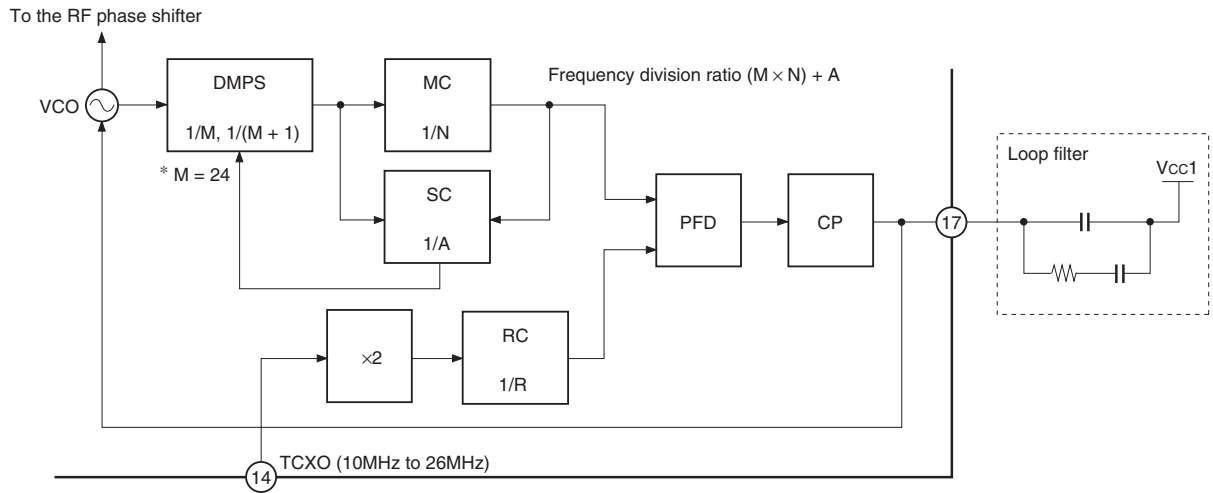 To the RF phase shifter
VCO
DMPS
1/M, 1/(M + 1)
* M = 24
MC
1/N
Frequency division ratio (M × N) + A
SC
1/A
PFD
CP
17
Loop filter
VCC1
×2
RC
1/R
14
TCXO (10MHz to 26MHz)